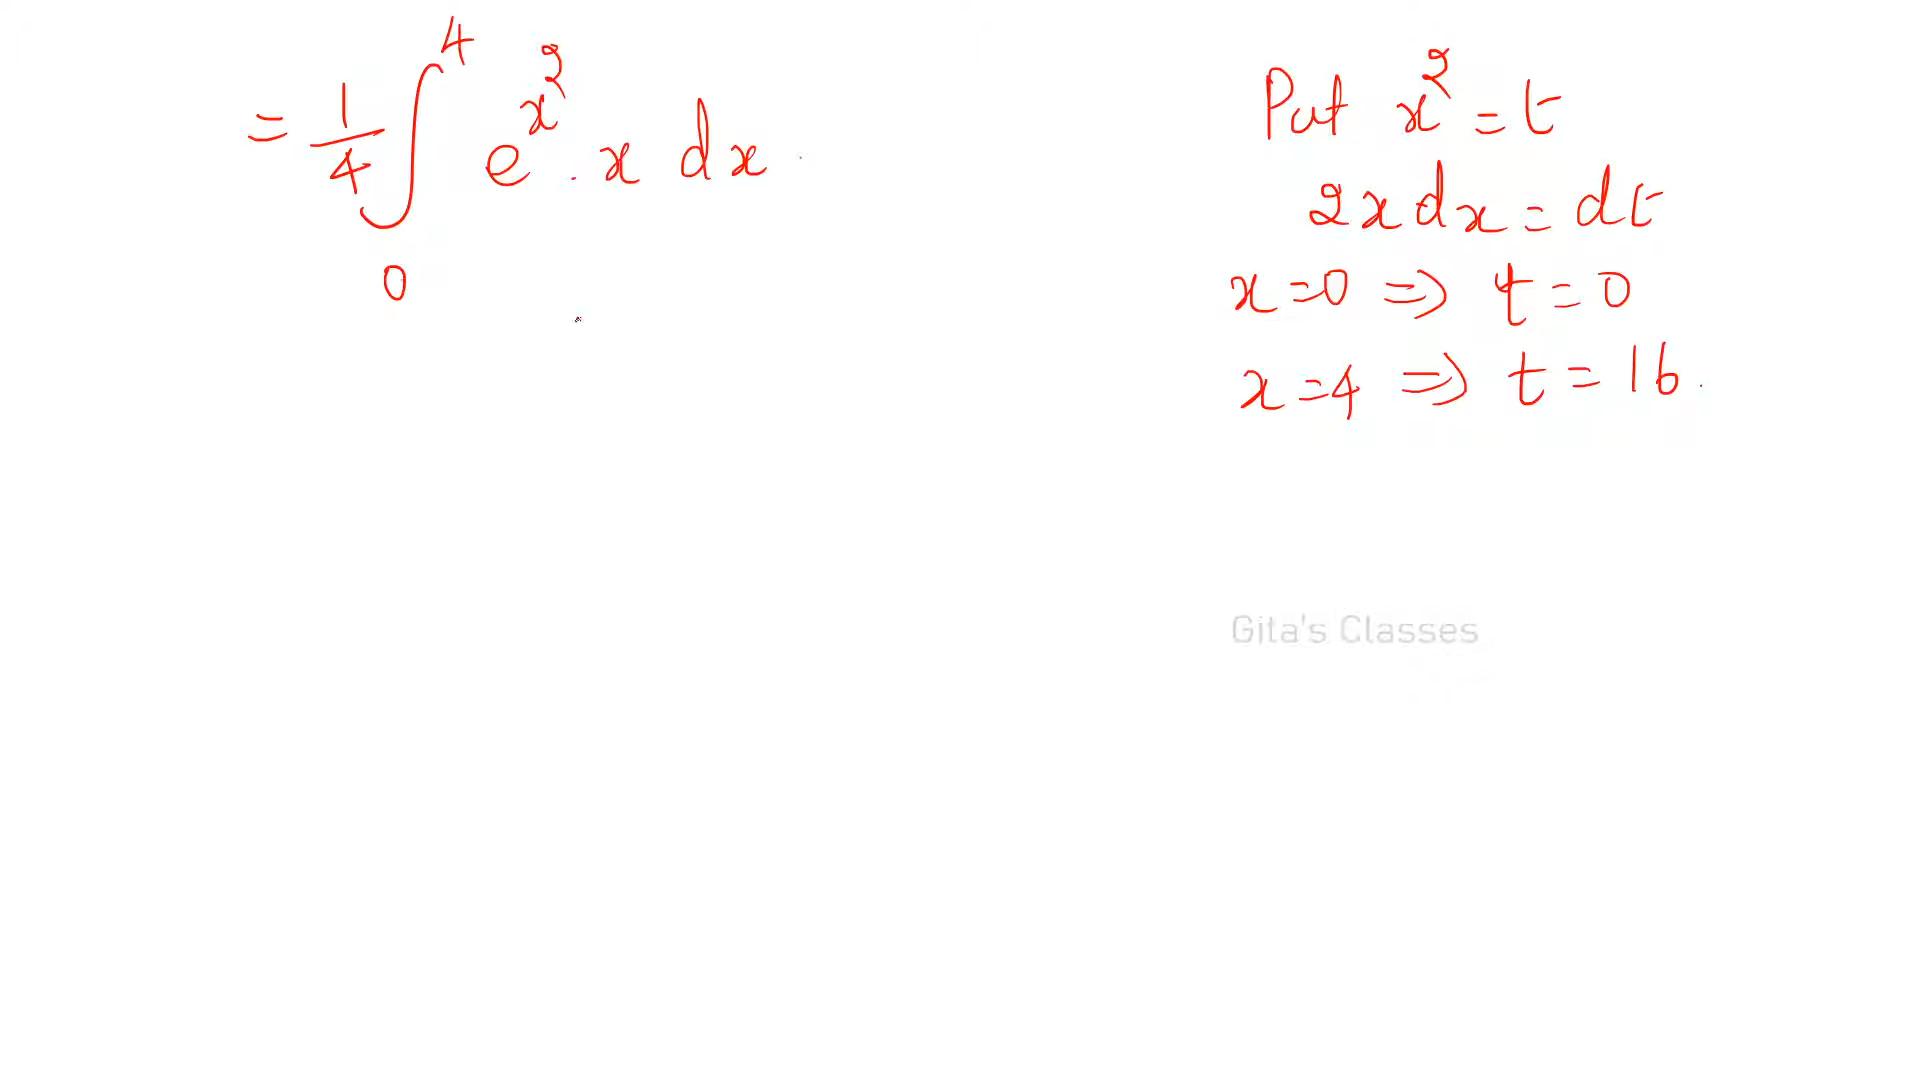 = 1/4 ∫₀⁴ e^x² . x dx .
Put x² = t
2x dx = dt
x = 0 ⇒ t = 0
x = 4 ⇒ t = 16 .
Gita's Classes